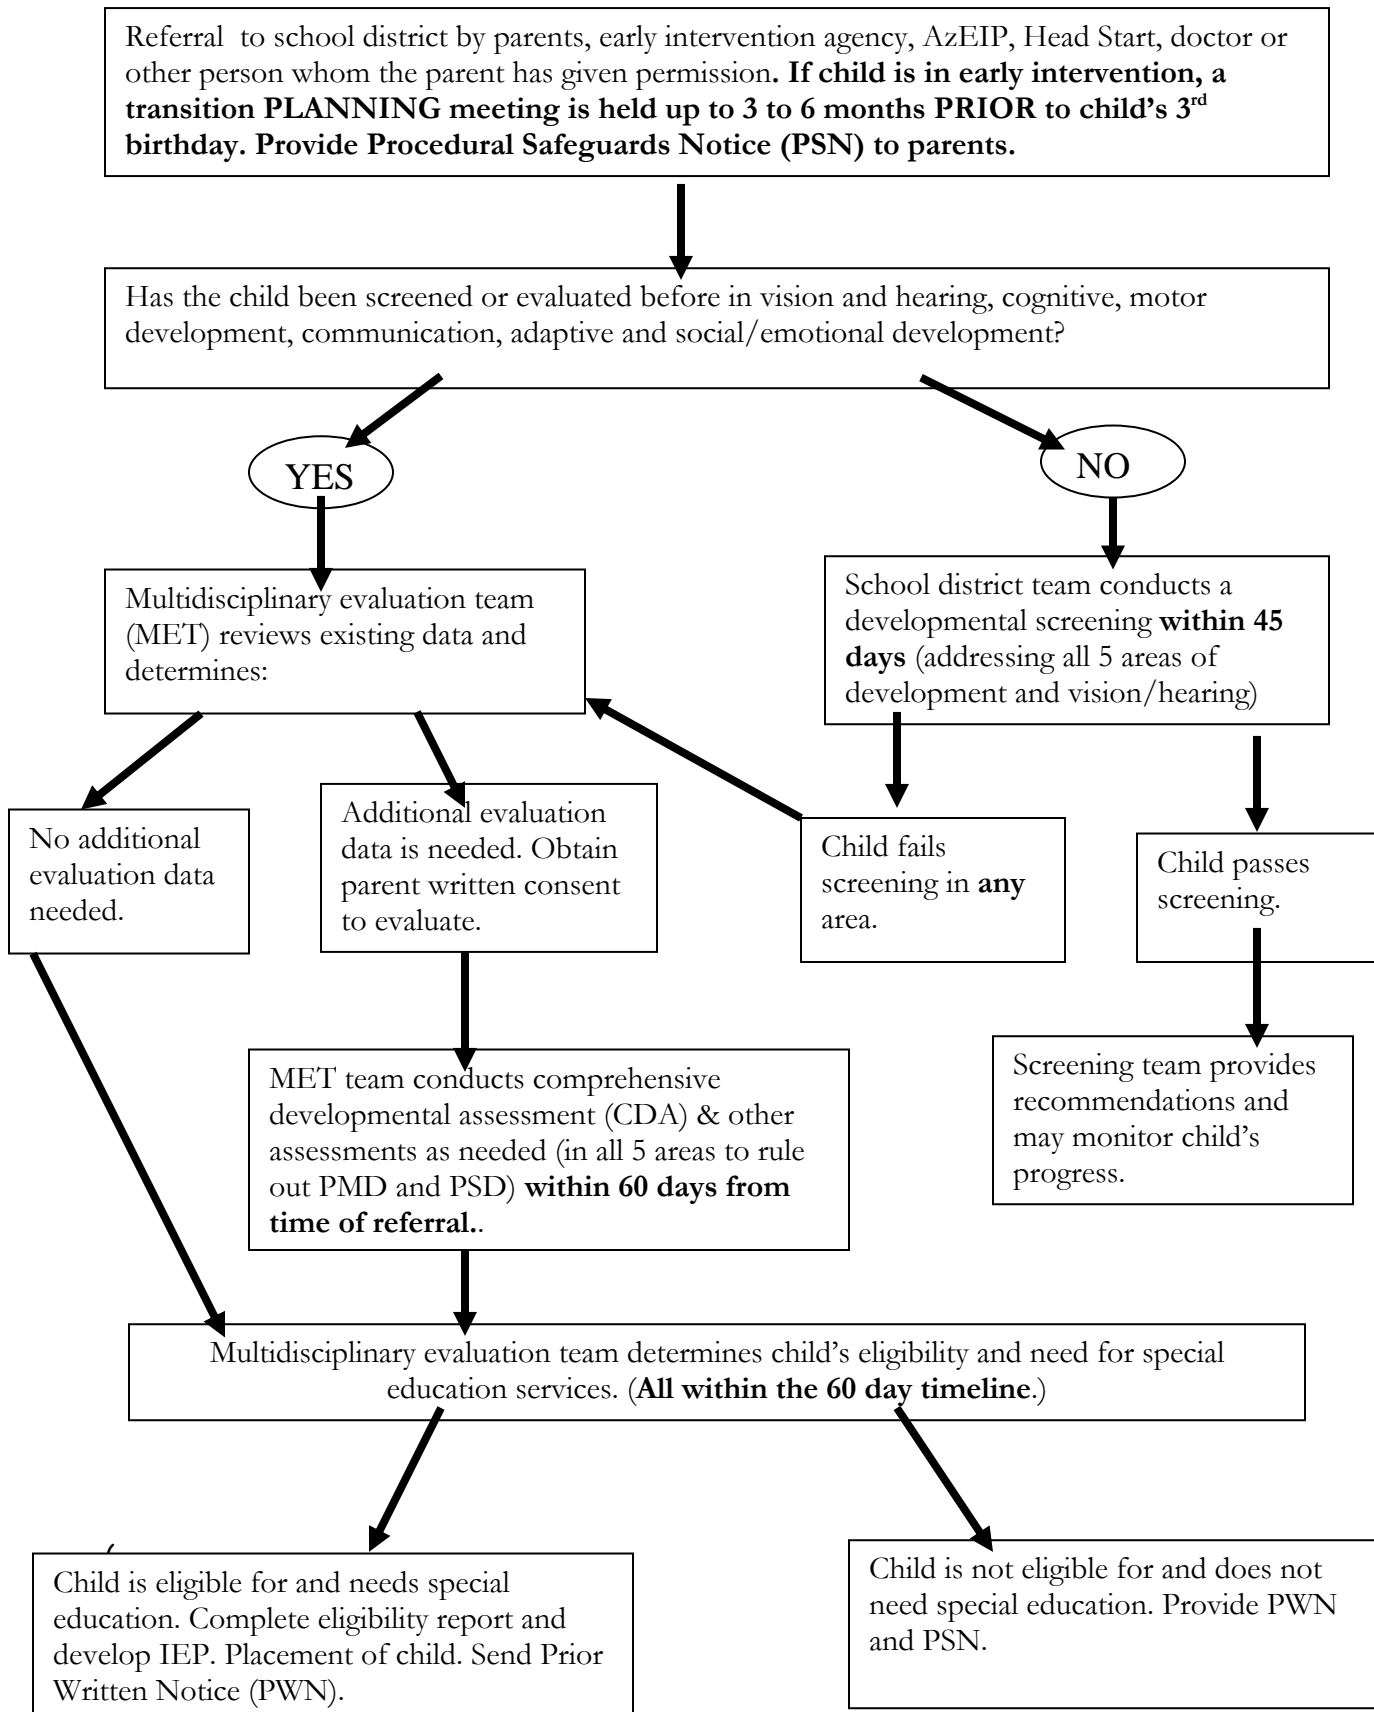 Referral  to school district by parents, early intervention agency, AzEIP, Head Start, doctor or
other person whom the parent has given permission. If child is in early intervention, a
transition PLANNING meeting is held up to 3 to 6 months PRIOR to child’s 3rd
birthday. Provide Procedural Safeguards Notice (PSN) to parents.
Has the child been screened or evaluated before in vision and hearing, cognitive, motor
development, communication, adaptive and social/emotional development?
YES
NO
Multidisciplinary evaluation team
(MET) reviews existing data and
determines:
School district team conducts a
developmental screening within 45
days (addressing all 5 areas of
development and vision/hearing)
No additional
evaluation data
needed.
Additional evaluation
data is needed. Obtain
parent written consent
to evaluate.
Child fails
screening in any
area.
Child passes
screening.
MET team conducts comprehensive
developmental assessment (CDA) & other
assessments as needed (in all 5 areas to rule
out PMD and PSD) within 60 days from
time of referral..
Screening team provides
recommendations and
may monitor child’s
progress.
Multidisciplinary evaluation team determines child’s eligibility and need for special
education services. (All within the 60 day timeline.)
Child is eligible for and needs special
education. Complete eligibility report and
develop IEP. Placement of child. Send Prior
Written Notice (PWN).
Child is not eligible for and does not
need special education. Provide PWN
and PSN.